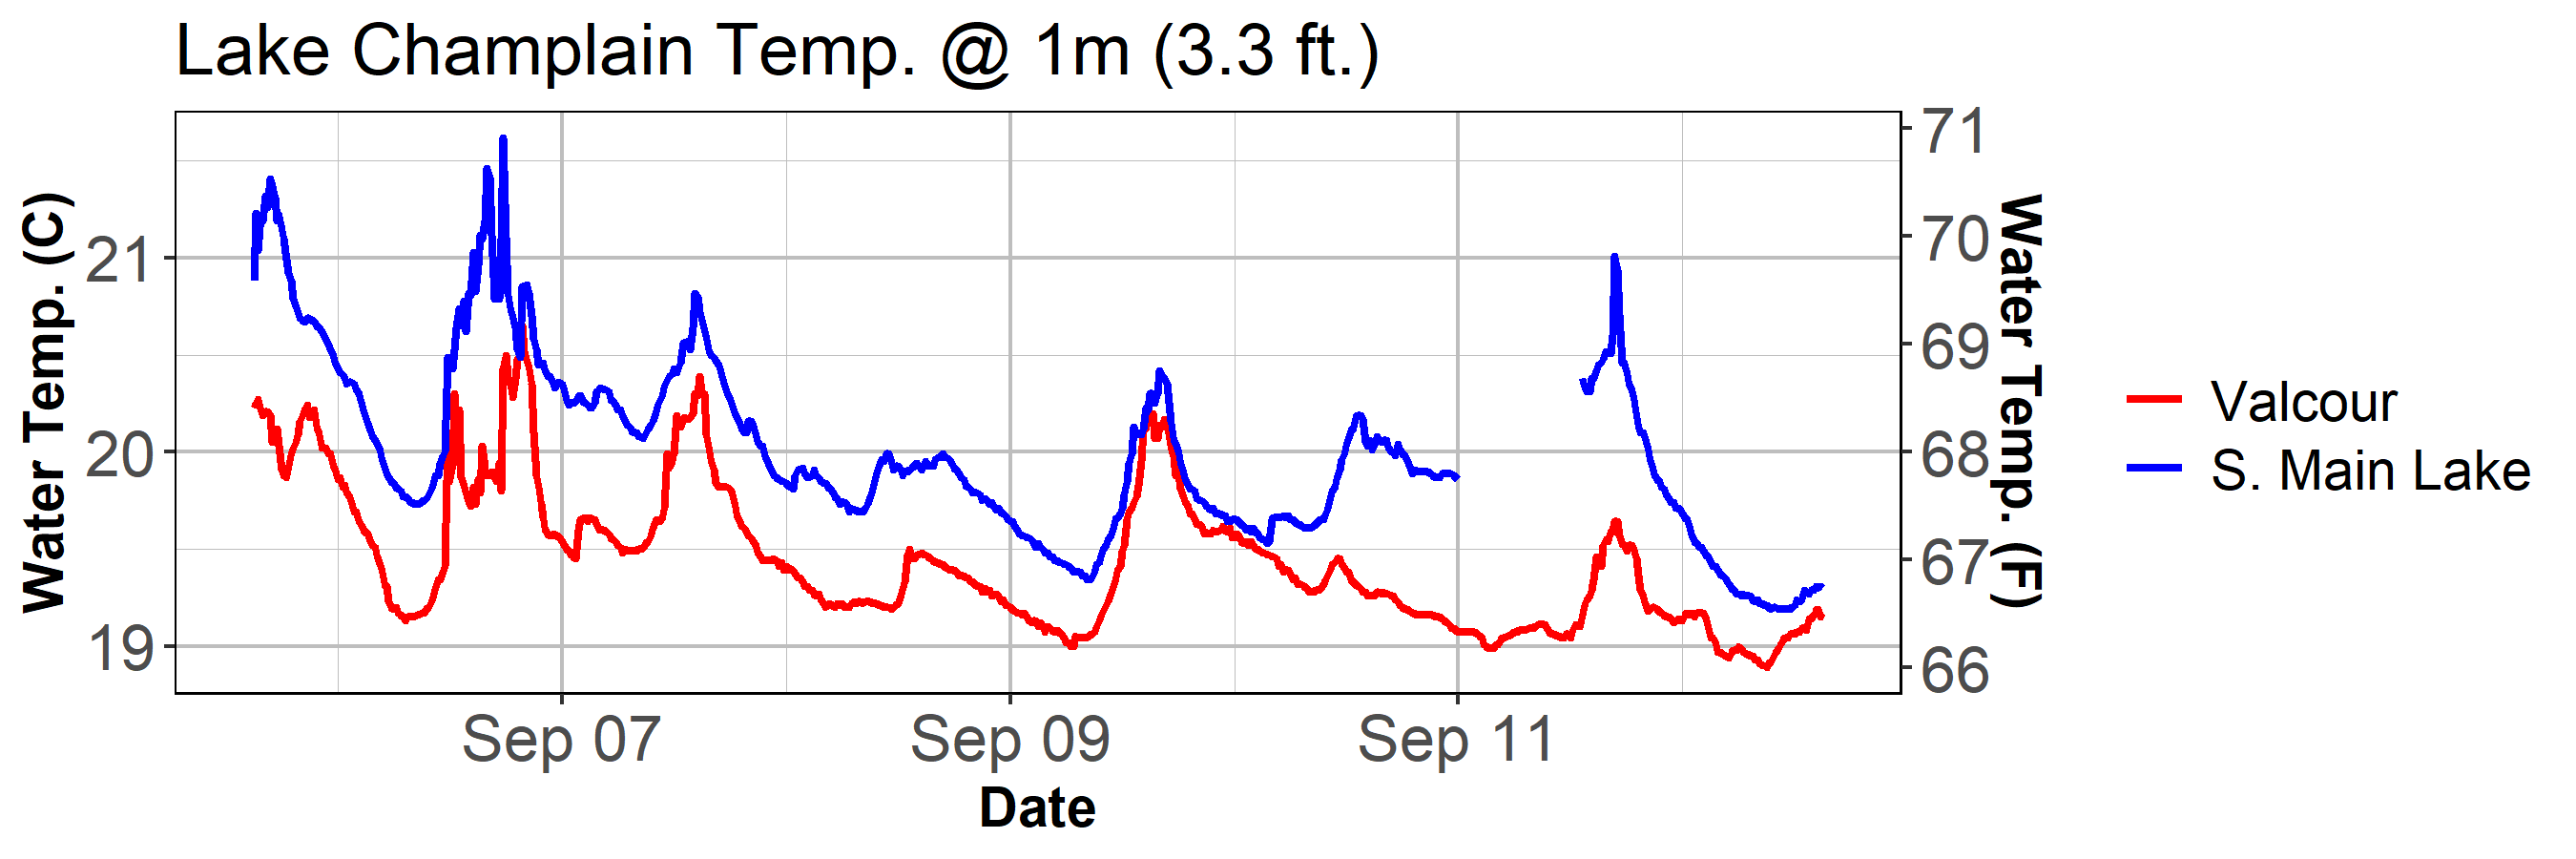 Lake Champlain Temp. @ 1m (3.3 ft.)
Water Temp. (C)
21
20
19
71
70
69
68
67
66
Water Temp. (F)
Sep 07
Sep 09
Sep 11
Date
Valcour
S. Main Lake